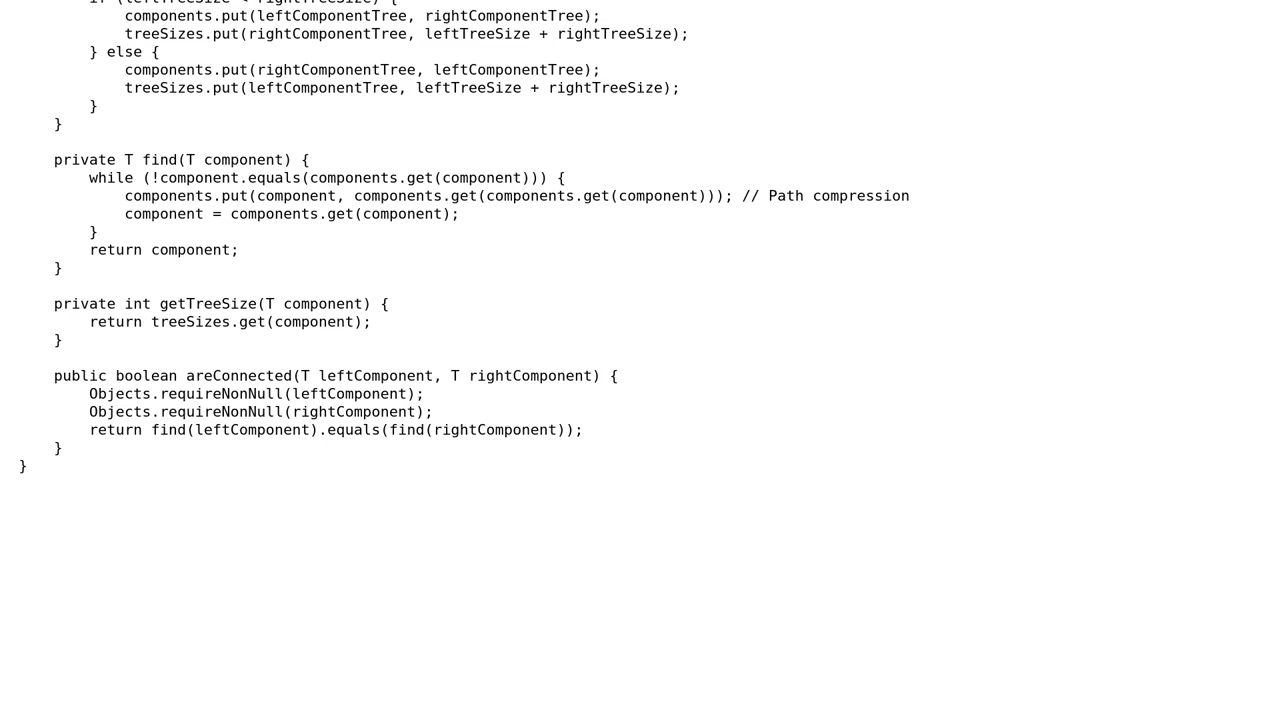 if (leftTreeSize < rightTreeSize) {
components.put(leftComponentTree, rightComponentTree);
treeSizes.put(rightComponentTree, leftTreeSize + rightTreeSize);
} else {
components.put(rightComponentTree, leftComponentTree);
treeSizes.put(leftComponentTree, leftTreeSize + rightTreeSize);
}
}
private T find(T component) {
while (!component.equals(components.get(component))) {
components.put(component, components.get(components.get(component))); // Path compression
component = components.get(component);
}
return component;
}
private int getTreeSize(T component) {
return treeSizes.get(component);
}
public boolean areConnected(T leftComponent, T rightComponent) {
Objects.requireNonNull(leftComponent);
Objects.requireNonNull(rightComponent);
return find(leftComponent).equals(find(rightComponent));
}
}